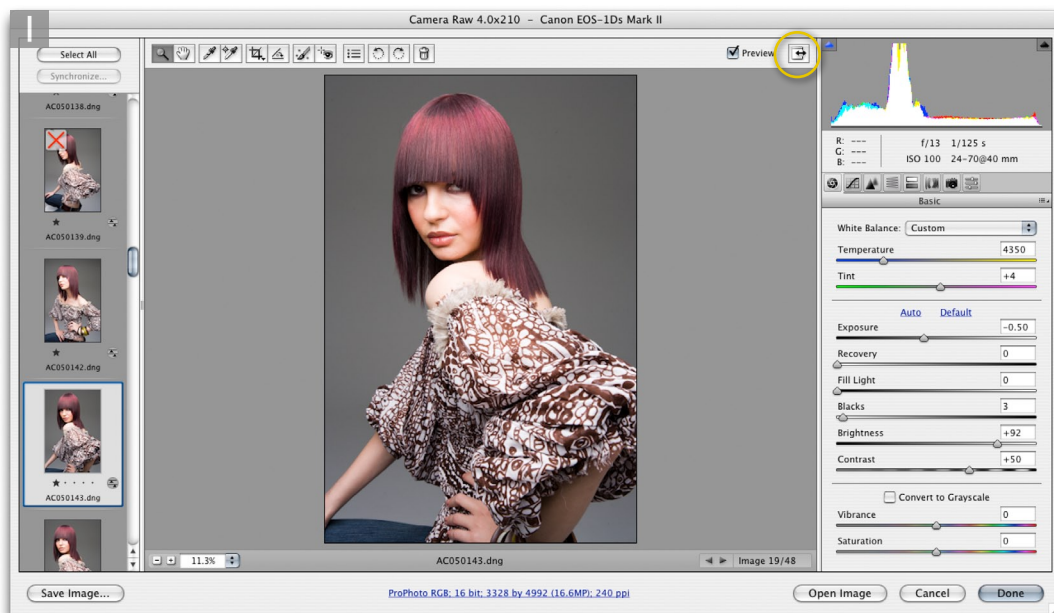 1
Camera Raw 4.0x210 – Canon EOS-1Ds Mark II
Select All
Synchronize...
AC050138.dng
AC050139.dng
AC050142.dng
AC050143.dng
Preview
R: ---
G: ---
B: ---
f/13 1/125 s
ISO 100 24-70@40 mm
Basic
White Balance: Custom
Temperature 4350
Tint +4
Auto Default
Exposure -0.50
Recovery 0
Fill Light 0
Blacks 3
Brightness +92
Contrast +50
Convert to Grayscale
Vibrance 0
Saturation 0
11.3%
AC050143.dng
Image 19/48
Save Image...
ProPhoto RGB; 16 bit; 3328 by 4992 (16.6MP); 240 ppi
Open Image
Cancel
Done